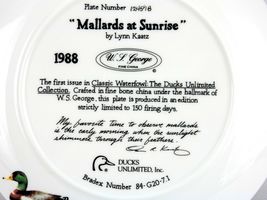 Plate Number
"Mallards at Sunrise"
by Lynn Kaatz
1988
W. S. George
FINE CHINA
The first issue in Classic Waterfowl: The Ducks Unlimited
Collection. Crafted in fine bone china under the hallmark of
W.S. George, this plate is produced in an edition
strictly limited to 150 firing days.
My favorite time to observe mallards
is the early morning when the sunlight
shimmers through their feathers.
DUCKS
UNLIMITED, INC.
Bradex Number 84-G20-7.1